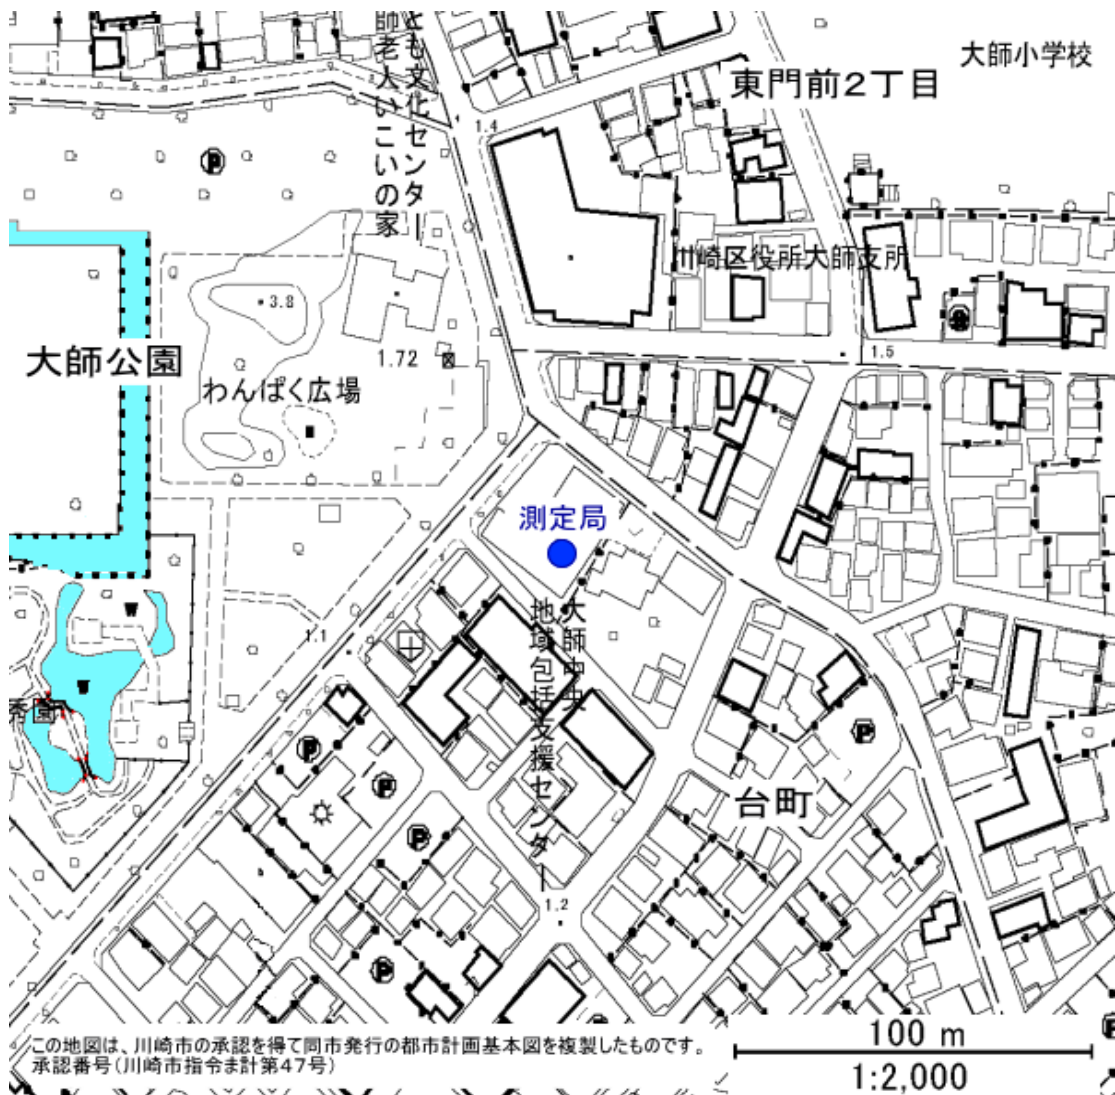 大師小学校
東門前2丁目
とも文化センター
師老人いこいの家
1.4
P
川崎区役所大師支所
3.8
1.72
1.5
大師公園
わんぱく広場
測定局
大師中央
地域包括支援センター
1.1
W
W
秀園
P
P
P
P
台町
P
1.2
P
この地図は、川崎市の承認を得て同市発行の都市計画基本図を複製したものです。
承認番号(川崎市指令ま計第47号)
100 m
1:2,000